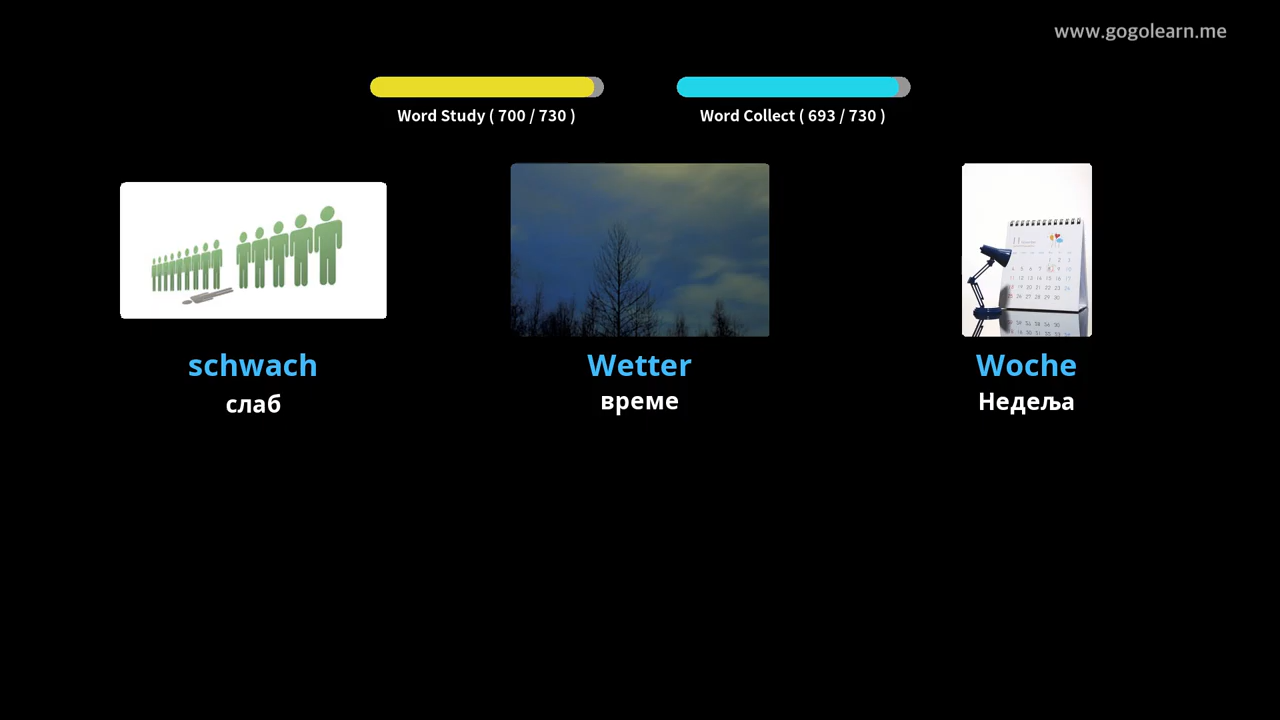 www.gogolearn.me
Word Study ( 700 / 730 )
Word Collect ( 693 / 730 )
schwach
Wetter
Woche
слаб
време
Недеља